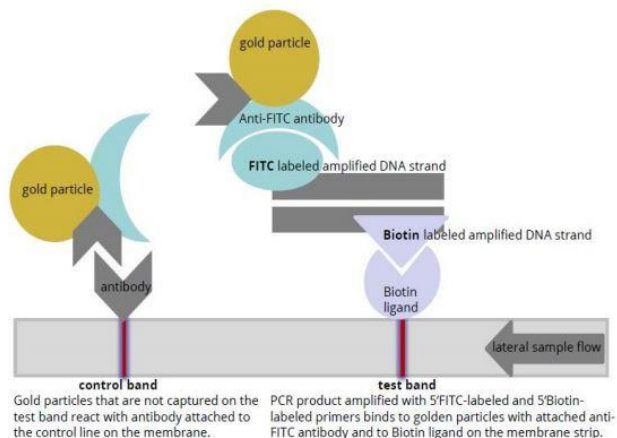 gold particle
Anti-FITC antibody
FITC labeled amplified DNA strand
gold particle
Biotin labeled amplified DNA strand
antibody
Biotin
ligand
lateral sample flow
control band
Gold particles that are not captured on the
test band react with antibody attached to
the control line on the membrane.
test band
PCR product amplified with 5'FITC-labeled and 5'Biotin-
labeled primers binds to golden particles with attached anti-
FITC antibody and to Biotin ligand on the membrane strip.